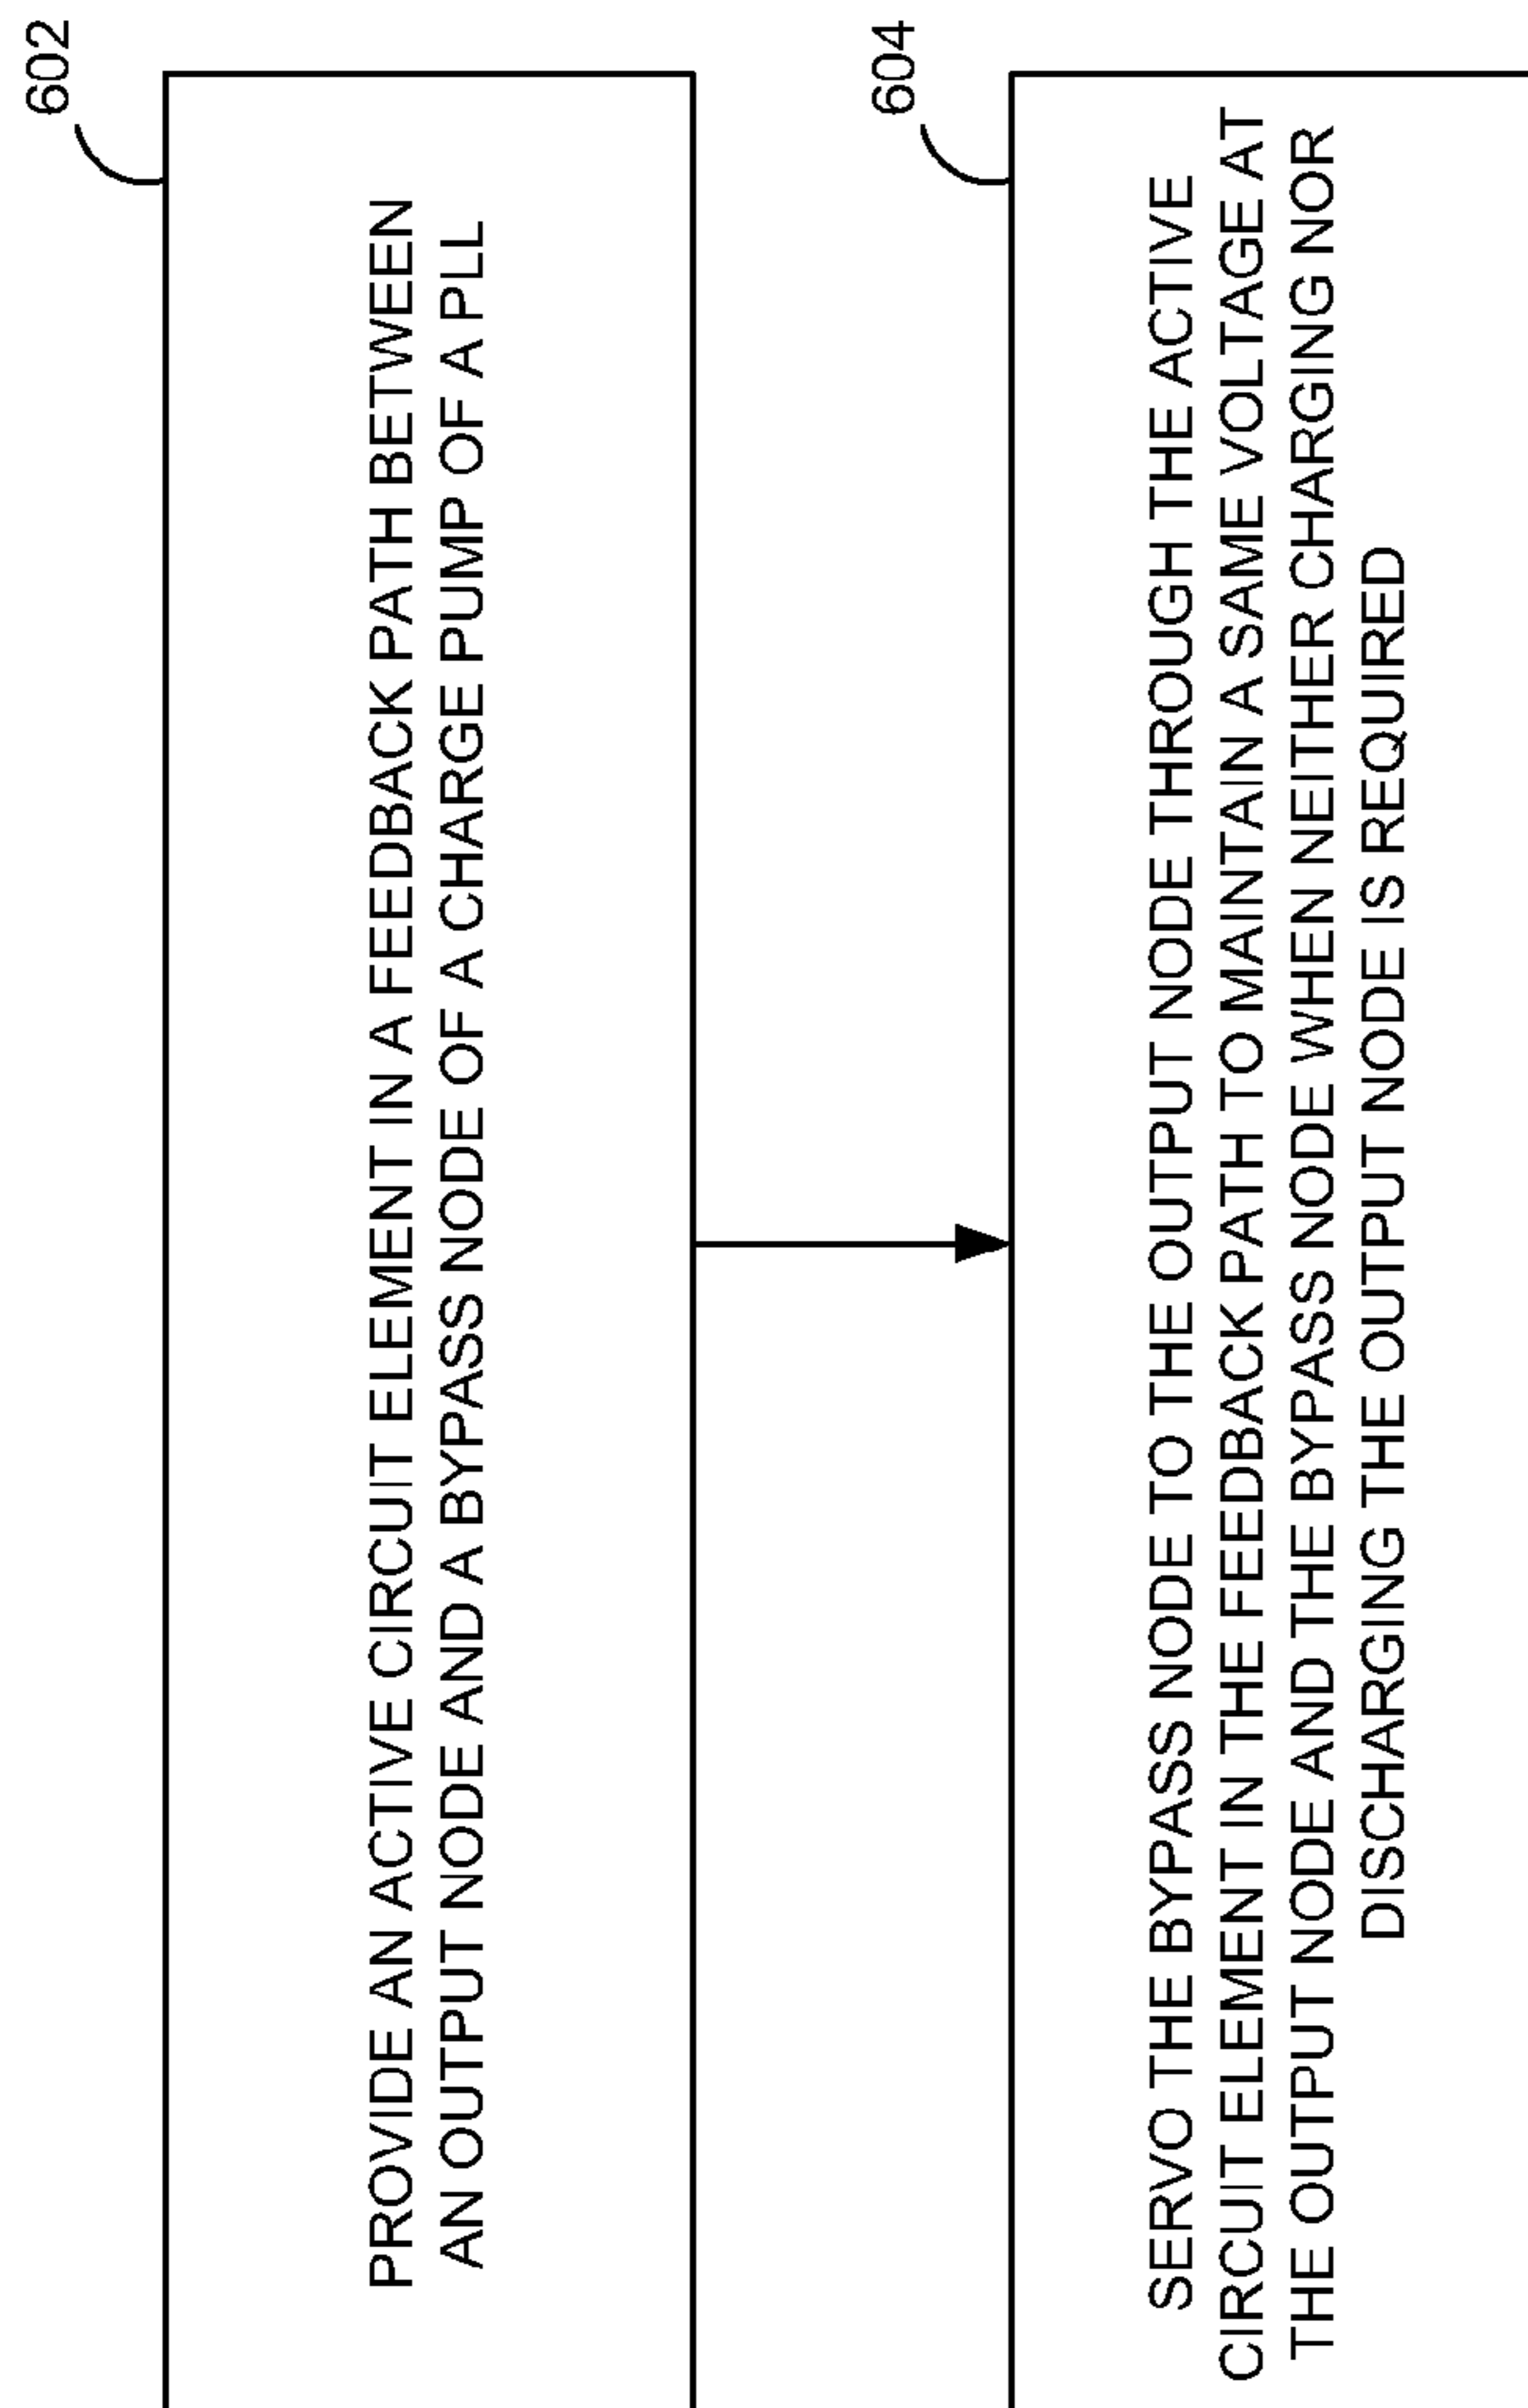 602
PROVIDE AN ACTIVE CIRCUIT ELEMENT IN A FEEDBACK PATH BETWEEN
AN OUTPUT NODE AND A BYPASS NODE OF A CHARGE PUMP OF A PLL
604
SERVO THE BYPASS NODE TO THE OUTPUT NODE THROUGH THE ACTIVE
CIRCUIT ELEMENT IN THE FEEDBACK PATH TO MAINTAIN A SAME VOLTAGE AT
THE OUTPUT NODE AND THE BYPASS NODE WHEN NEITHER CHARGING NOR
DISCHARGING THE OUTPUT NODE IS REQUIRED